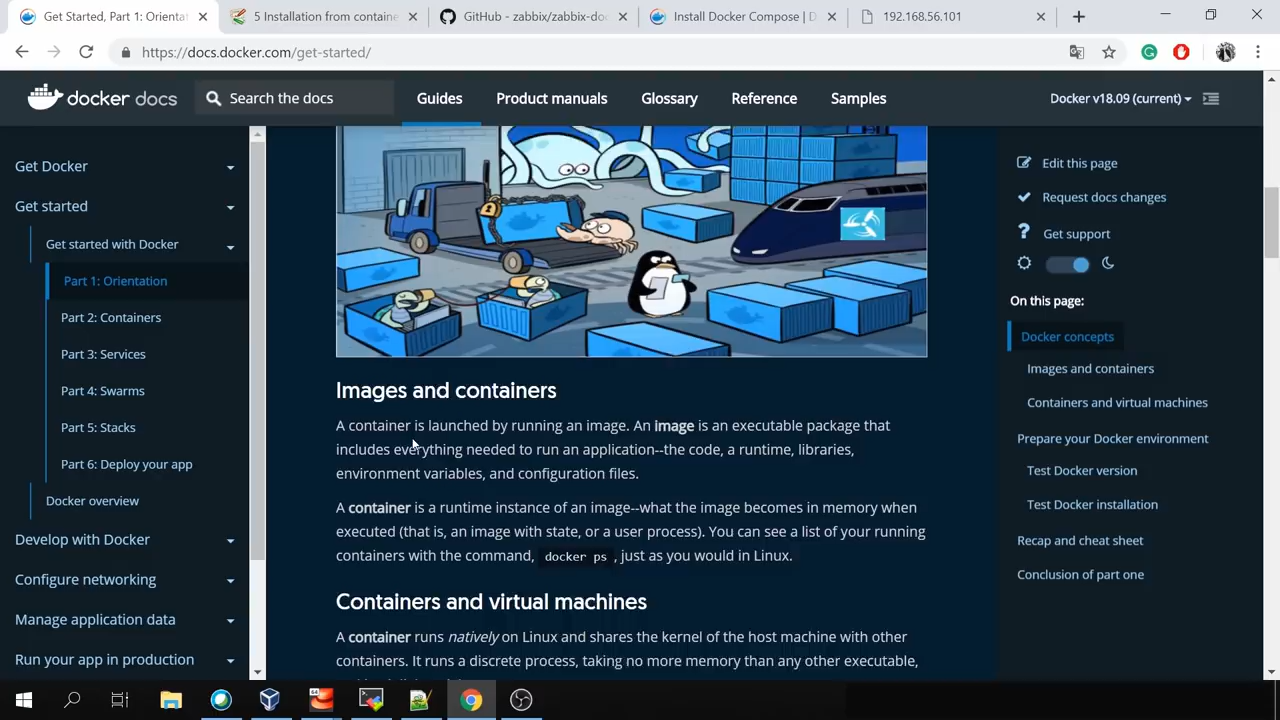 Get Started, Part 1: Orientat
5 Installation from containe
GitHub - zabbix/zabbix-do
Install Docker Compose | D
192.168.56.101
https://docs.docker.com/get-started/
docker docs
Search the docs
Guides
Product manuals
Glossary
Reference
Samples
Docker v18.09 (current)
Get Docker
Get started
Get started with Docker
Part 1: Orientation
Part 2: Containers
Part 3: Services
Part 4: Swarms
Part 5: Stacks
Part 6: Deploy your app
Docker overview
Develop with Docker
Configure networking
Manage application data
Run your app in production
Images and containers
A container is launched by running an image. An image is an executable package that
includes everything needed to run an application--the code, a runtime, libraries,
environment variables, and configuration files.
A container is a runtime instance of an image--what the image becomes in memory when
executed (that is, an image with state, or a user process). You can see a list of your running
containers with the command, docker ps , just as you would in Linux.
Containers and virtual machines
A container runs natively on Linux and shares the kernel of the host machine with other
containers. It runs a discrete process, taking no more memory than any other executable,
Edit this page
Request docs changes
Get support
On this page:
Docker concepts
Images and containers
Containers and virtual machines
Prepare your Docker environment
Test Docker version
Test Docker installation
Recap and cheat sheet
Conclusion of part one